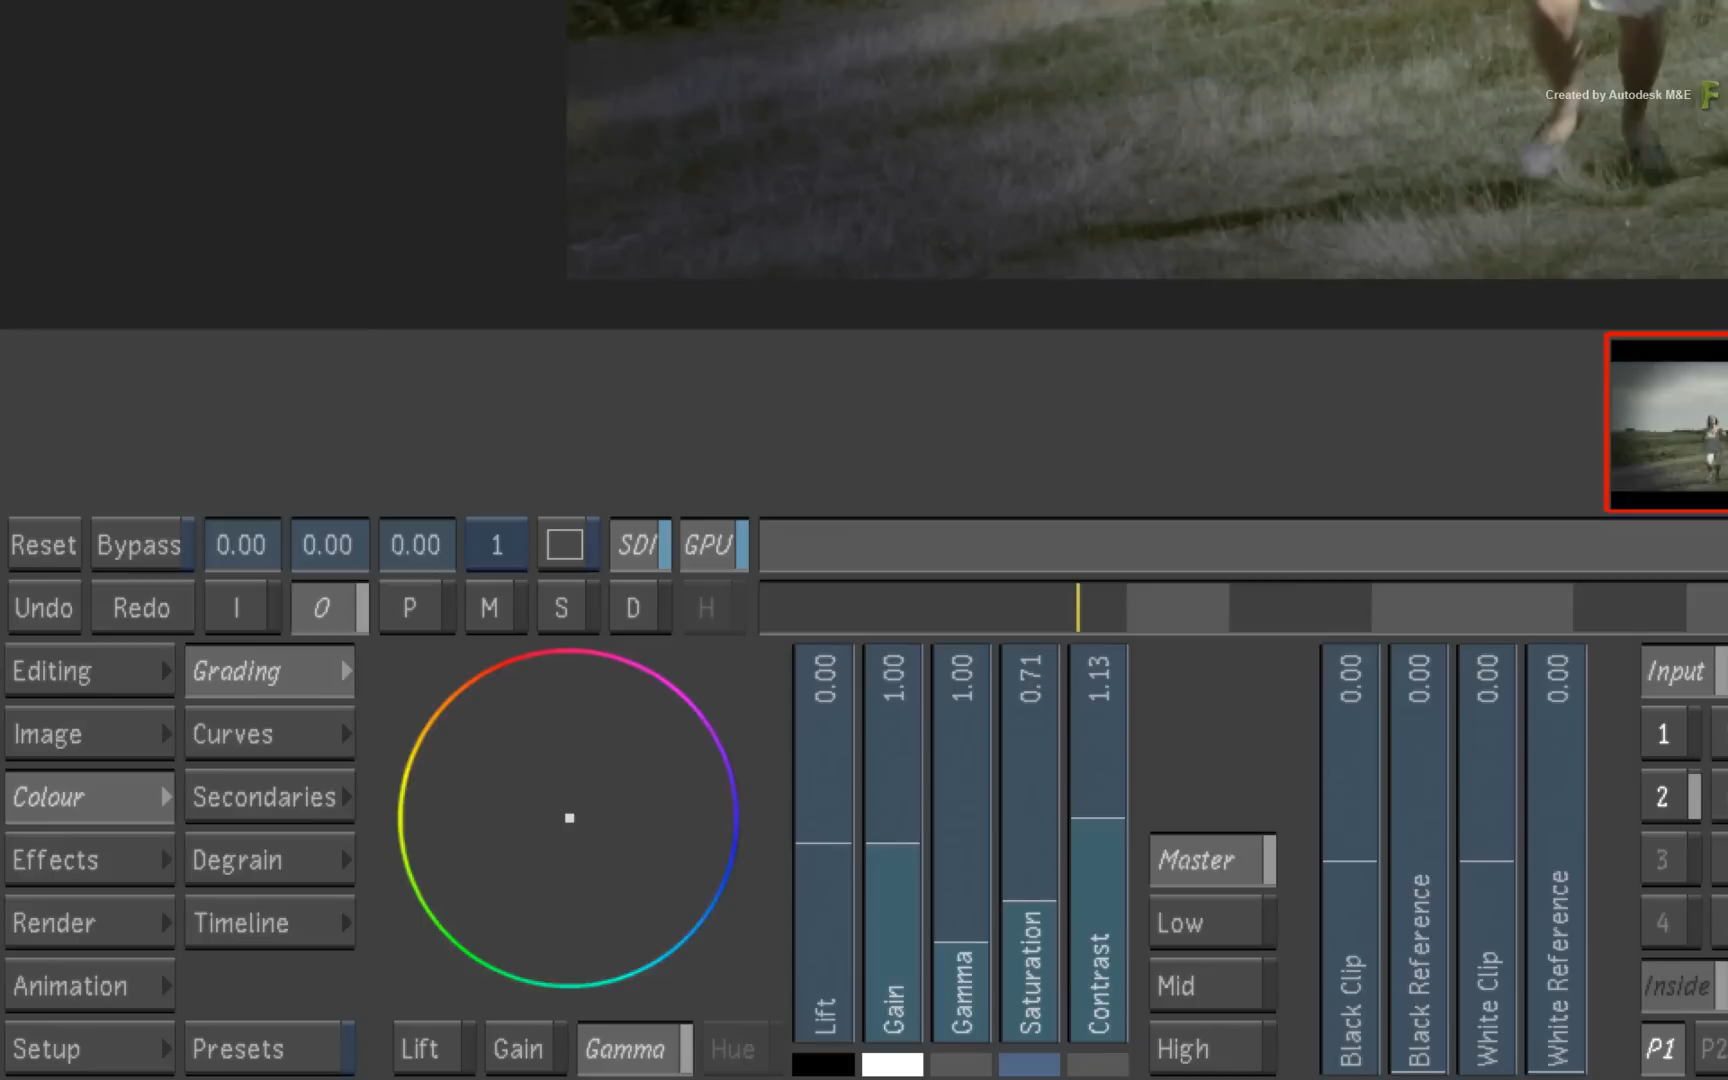 Created by Autodesk M&E F
Reset Bypass 0.00 0.00 0.00 1 SDI GPU
Undo Redo I O P M S D H
Editing Grading 0.00 1.00 1.00 0.71 1.13 0.00 0.00 0.00 0.00 Input
Image Curves 1
Colour Secondaries 2
Effects Degrain Master 3
Render Timeline Low 4
Animation Lift Gain Gamma Saturation Contrast Mid Black Clip Black Reference White Clip White Reference Inside
Setup Presets Lift Gain Gamma Hue High P1 P2